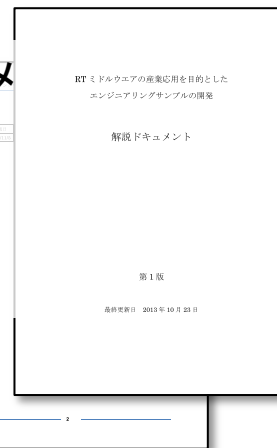 メ
RT ミドルウエアの産業応用を目的とした
エンジニアリングサンプルの開発
解説ドキュメント
第 1 版
最終更新日　2013 年 10 月 23 日
2